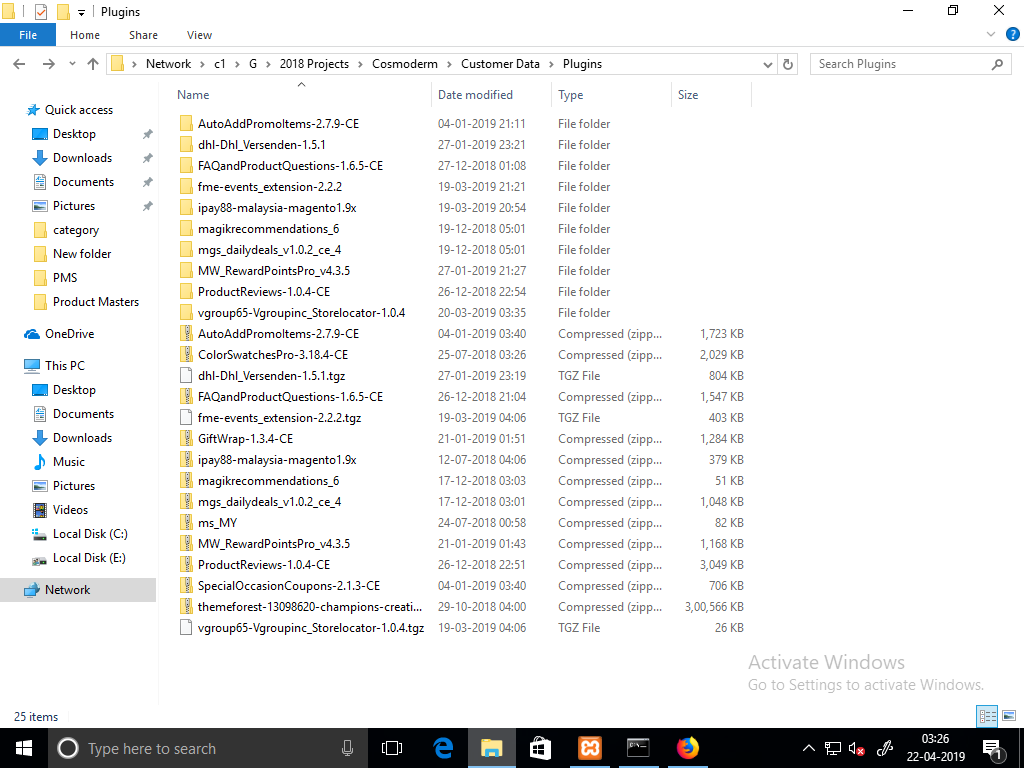 Plugins
File Home Share View
Network c1 G 2018 Projects Cosmoderm Customer Data Plugins Search Plugins
Name Date modified Type Size
Quick access
Desktop
Downloads
Documents
Pictures
category
New folder
PMS
Product Masters
OneDrive
This PC
Desktop
Documents
Downloads
Music
Pictures
Videos
Local Disk (C:)
Local Disk (E:)
Network
AutoAddPromoItems-2.7.9-CE 04-01-2019 21:11 File folder
dhl-Dhl_Versenden-1.5.1 27-01-2019 23:21 File folder
FAQandProductQuestions-1.6.5-CE 27-12-2018 01:08 File folder
fme-events_extension-2.2.2 19-03-2019 21:21 File folder
ipay88-malaysia-magento1.9x 19-03-2019 20:54 File folder
magikrecommendations_6 19-12-2018 05:01 File folder
mgs_dailydeals_v1.0.2_ce_4 19-12-2018 05:01 File folder
MW_RewardPointsPro_v4.3.5 27-01-2019 21:27 File folder
ProductReviews-1.0.4-CE 26-12-2018 22:54 File folder
vgroup65-Vgroupinc_Storelocator-1.0.4 20-03-2019 03:35 File folder
AutoAddPromoItems-2.7.9-CE 04-01-2019 03:40 Compressed (zipp... 1,723 KB
ColorSwatchesPro-3.18.4-CE 25-07-2018 03:26 Compressed (zipp... 2,029 KB
dhl-Dhl_Versenden-1.5.1.tgz 27-01-2019 23:19 TGZ File 804 KB
FAQandProductQuestions-1.6.5-CE 26-12-2018 21:04 Compressed (zipp... 1,547 KB
fme-events_extension-2.2.2.tgz 19-03-2019 04:06 TGZ File 403 KB
GiftWrap-1.3.4-CE 21-01-2019 01:51 Compressed (zipp... 1,284 KB
ipay88-malaysia-magento1.9x 12-07-2018 04:06 Compressed (zipp... 379 KB
magikrecommendations_6 17-12-2018 03:03 Compressed (zipp... 51 KB
mgs_dailydeals_v1.0.2_ce_4 17-12-2018 03:01 Compressed (zipp... 1,048 KB
ms_MY 24-07-2018 00:58 Compressed (zipp... 82 KB
MW_RewardPointsPro_v4.3.5 21-01-2019 01:43 Compressed (zipp... 1,168 KB
ProductReviews-1.0.4-CE 26-12-2018 22:51 Compressed (zipp... 3,049 KB
SpecialOccasionCoupons-2.1.3-CE 04-01-2019 03:40 Compressed (zipp... 706 KB
themeforest-13098620-champions-creati... 29-10-2018 04:00 Compressed (zipp... 3,00,566 KB
vgroup65-Vgroupinc_Storelocator-1.0.4.tgz 19-03-2019 04:06 TGZ File 26 KB
Activate Windows
Go to Settings to activate Windows.
25 items
Type here to search
03:26
22-04-2019
1